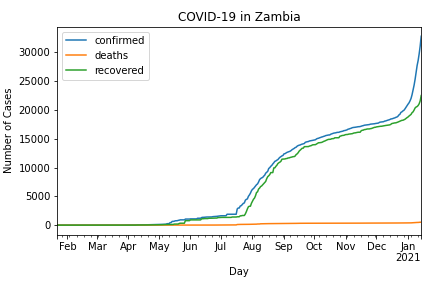 COVID-19 in Zambia
confirmed
deaths
recovered
Number of Cases
30000
25000
20000
15000
10000
5000
0
Feb Mar Apr May Jun Jul Aug Sep Oct Nov Dec Jan
2021
Day